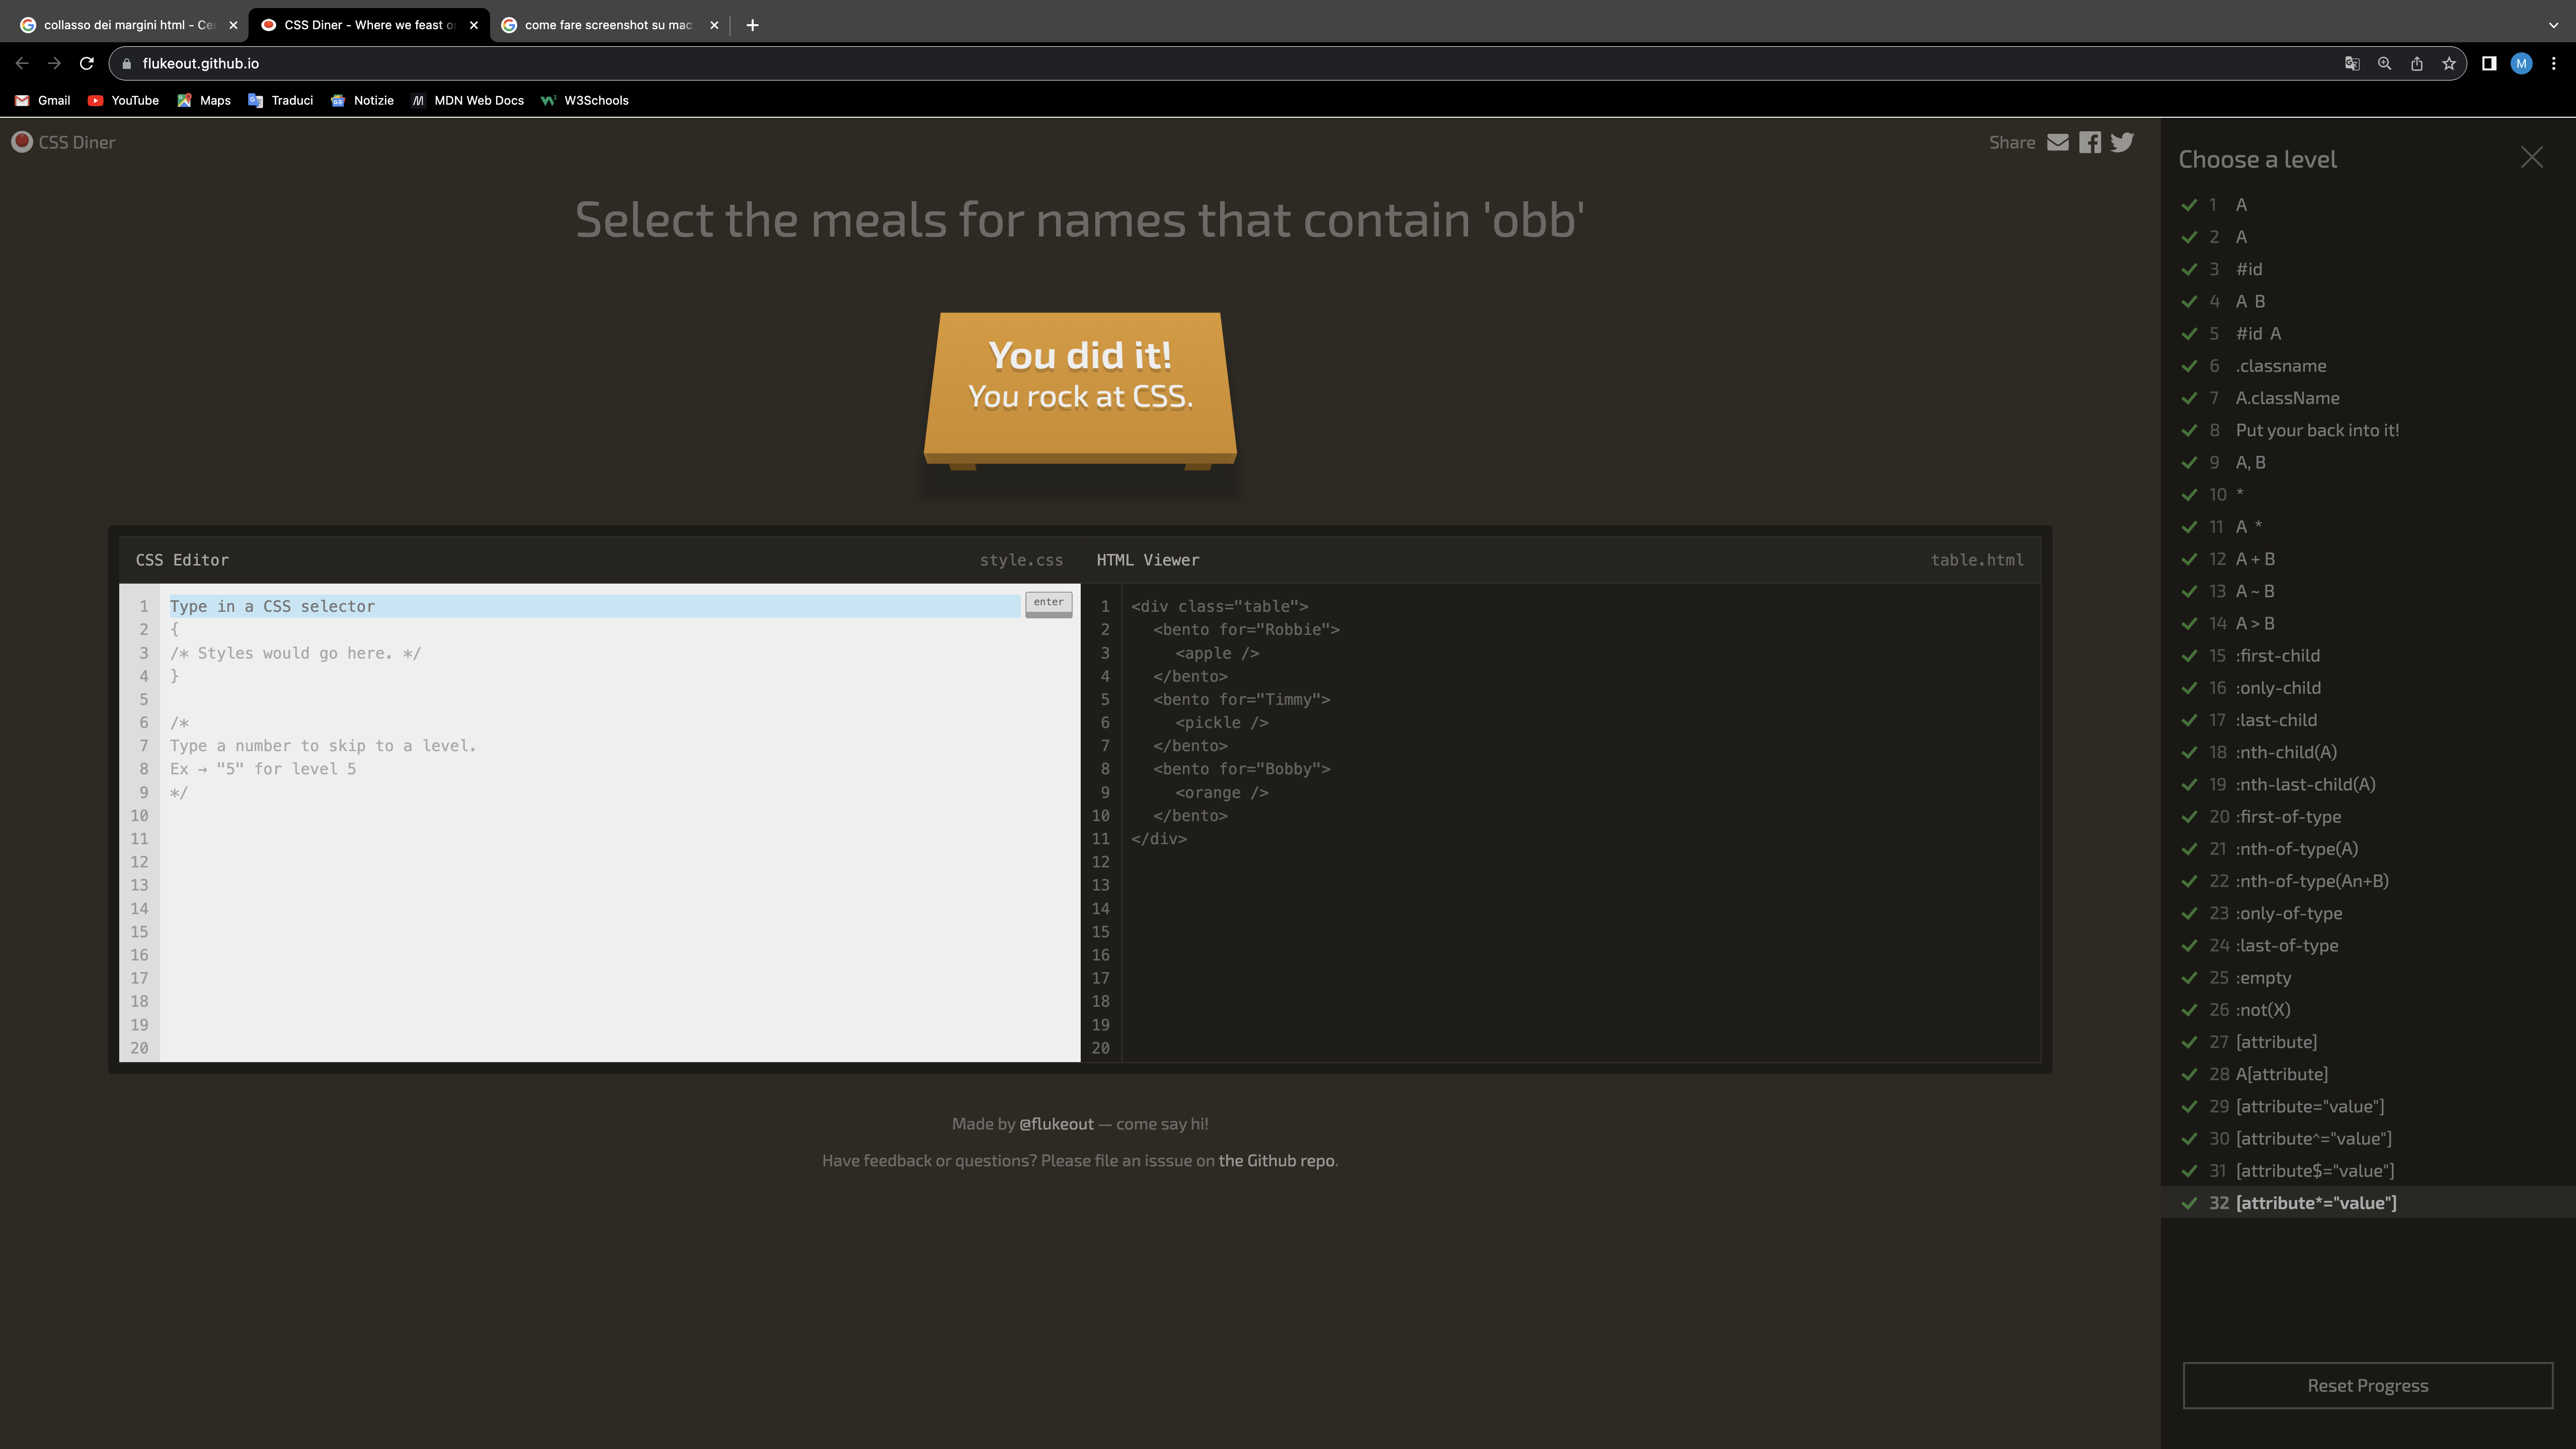 collasso dei margini html - Ce
CSS Diner - Where we feast o
come fare screenshot su mac
flukeout.github.io
M
Gmail
YouTube
Maps
Traduci
Notizie
MDN Web Docs
W3Schools
CSS Diner
Share
Select the meals for names that contain 'obb'
You did it!
You rock at CSS.
CSS Editor
style.css
1 Type in a CSS selector
enter
2 {
3 /* Styles would go here. */
4 }
5
6 /*
7 Type a number to skip to a level.
8 Ex → "5" for level 5
9 */
10
11
12
13
14
15
16
17
18
19
20
HTML Viewer
table.html
1 <div class="table">
2 <bento for="Robbie">
3 <apple />
4 </bento>
5 <bento for="Timmy">
6 <pickle />
7 </bento>
8 <bento for="Bobby">
9 <orange />
10 </bento>
11 </div>
12
13
14
15
16
17
18
19
20
Made by @flukeout — come say hi!
Have feedback or questions? Please file an isssue on the Github repo.
Choose a level
1 A
2 A
3 #id
4 A B
5 #id A
6 .classname
7 A.className
8 Put your back into it!
9 A, B
10 *
11 A *
12 A + B
13 A ~ B
14 A > B
15 :first-child
16 :only-child
17 :last-child
18 :nth-child(A)
19 :nth-last-child(A)
20 :first-of-type
21 :nth-of-type(A)
22 :nth-of-type(An+B)
23 :only-of-type
24 :last-of-type
25 :empty
26 :not(X)
27 [attribute]
28 A[attribute]
29 [attribute="value"]
30 [attribute^="value"]
31 [attribute$="value"]
32 [attribute*="value"]
Reset Progress